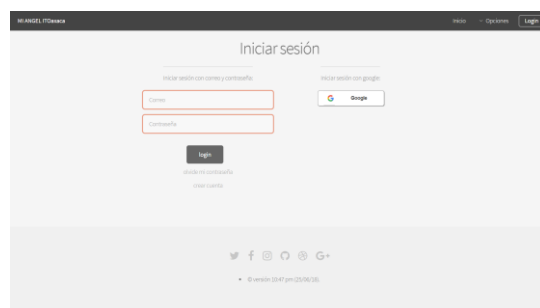 MI ANGEL ITOaxaca
Inicio
Opciones
Login
Iniciar sesión
Iniciar sesión con correo y contraseña:
Iniciar sesión con google:
Correo
Google
Contraseña
login
olvide mi contraseña
crear cuenta